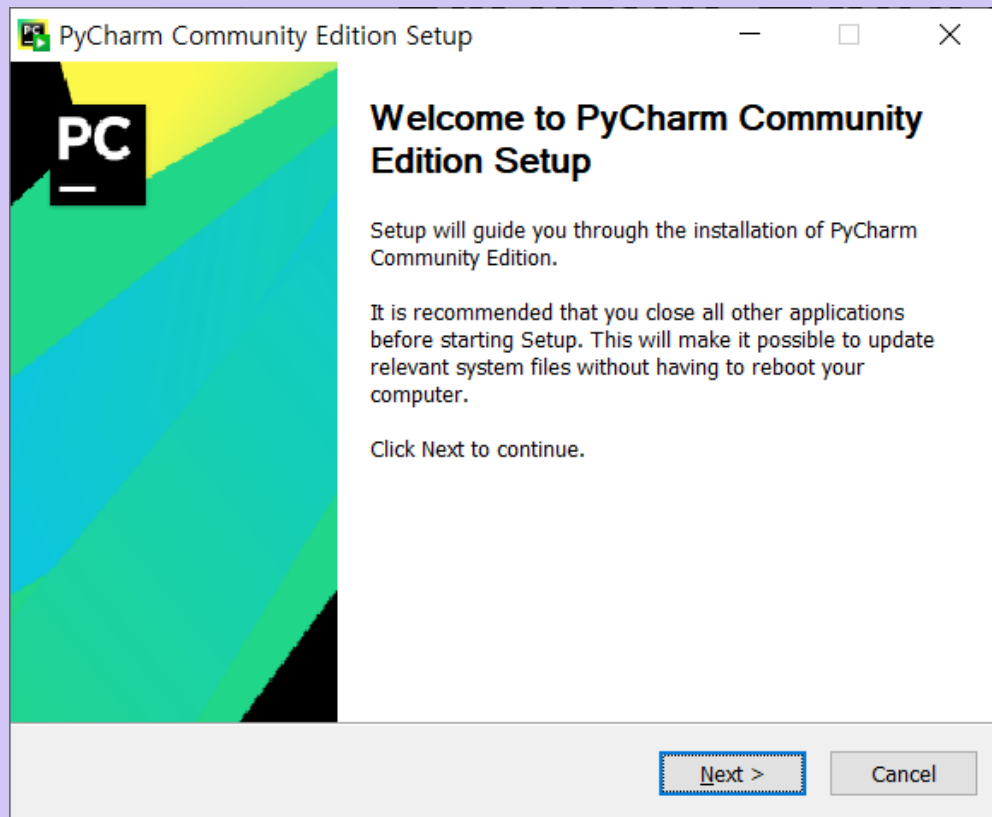 PyCharm Community Edition Setup
PC
Welcome to PyCharm Community
Edition Setup
Setup will guide you through the installation of PyCharm
Community Edition.
It is recommended that you close all other applications
before starting Setup. This will make it possible to update
relevant system files without having to reboot your
computer.
Click Next to continue.
Next >
Cancel